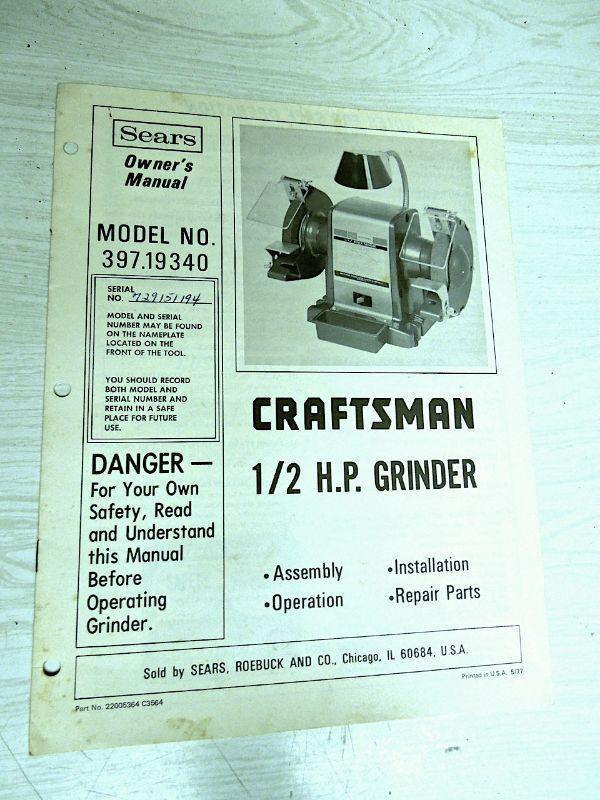 Sears
Owner's
Manual
MODEL NO.
397.19340
SERIAL
NO. 729151194
MODEL AND SERIAL
NUMBER MAY BE FOUND
ON THE NAMEPLATE
LOCATED ON THE
FRONT OF THE TOOL.
YOU SHOULD RECORD
BOTH MODEL AND
SERIAL NUMBER AND
RETAIN IN A SAFE
PLACE FOR FUTURE
USE.
DANGER —
For Your Own
Safety, Read
and Understand
this Manual
Before
Operating
Grinder.
CRAFTSMAN
1/2 H.P. GRINDER
• Assembly
• Operation
• Installation
• Repair Parts
Sold by SEARS, ROEBUCK AND CO., Chicago, IL 60684, U.S.A.
Part No. 22005364 C3564
Printed in U.S.A. 5/77